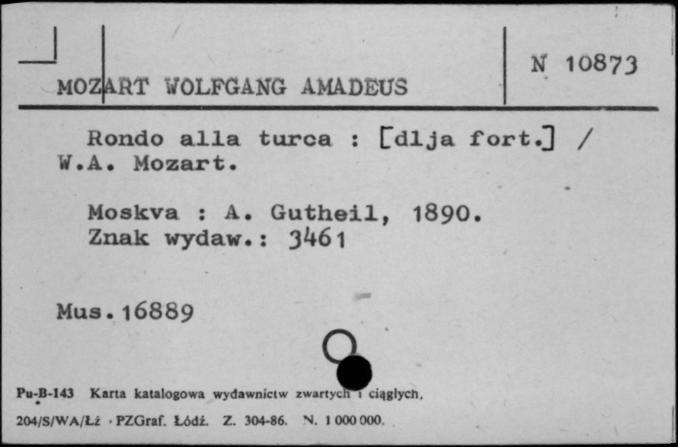 N 10873
MOZART WOLFGANG AMADEUS
Rondo alla turca : [dlja fort.] /
W.A. Mozart.
Moskva : A. Gutheil, 1890.
Znak wydaw.: 3461
Mus.16889
Pu-B-143 Karta katalogowa wydawnictw zwartych i ciągłych.
204/S/WA/Łż · PZGraf. Łódź. Z. 304-86. N. 1 000 000.